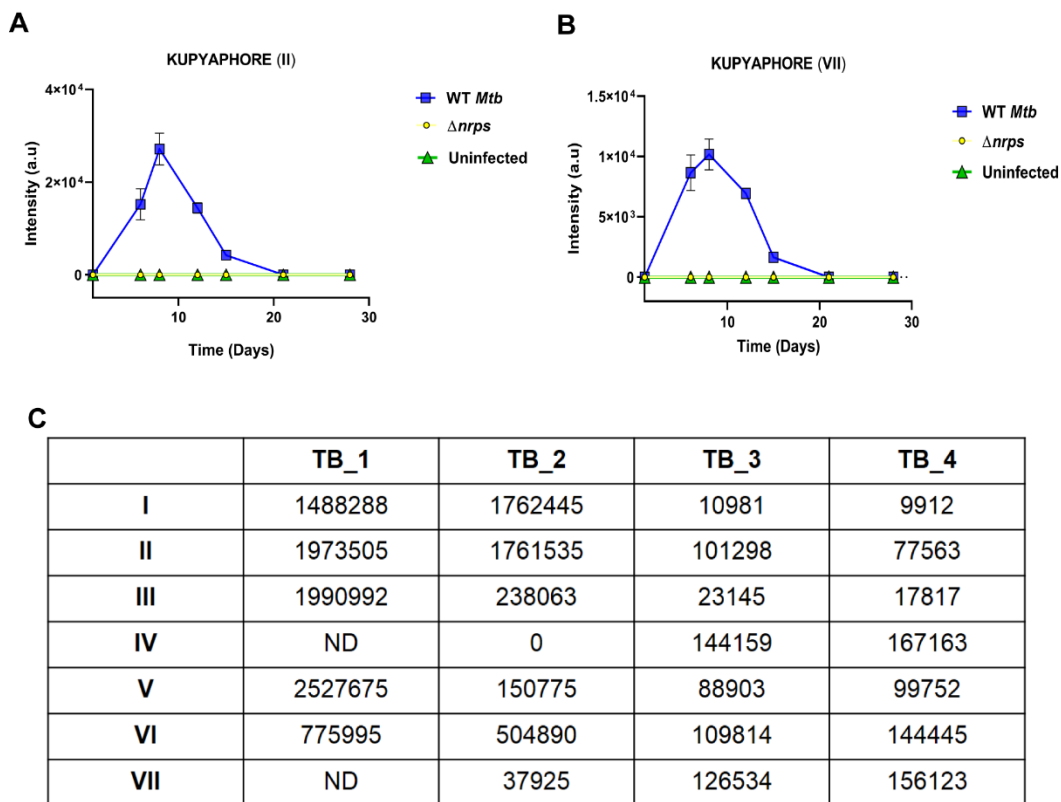 A
KUPYAPHORE (II)
4×10⁴
2×10⁴
0
Intensity (a.u)
10
20
30
Time (Days)
WT Mtb
Δnrps
Uninfected
B
KUPYAPHORE (VII)
1.5×10⁴
1×10⁴
5×10³
0
Intensity (a.u)
10
20
30
Time (Days)
WT Mtb
Δnrps
Uninfected
C
TB_1 TB_2 TB_3 TB_4
I 1488288 1762445 10981 9912
II 1973505 1761535 101298 77563
III 1990992 238063 23145 17817
IV ND 0 144159 167163
V 2527675 150775 88903 99752
VI 775995 504890 109814 144445
VII ND 37925 126534 156123